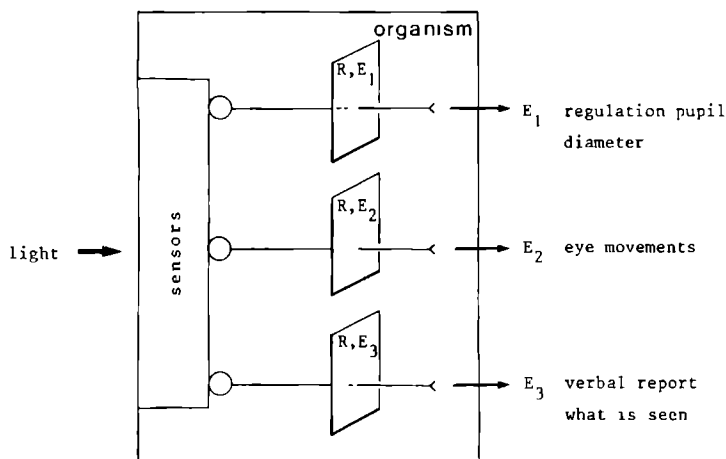 organism
R,E1
E1 regulation pupil
diameter
R,E2
light
sensors
E2 eye movements
R,E3
E3 verbal report
what is seen